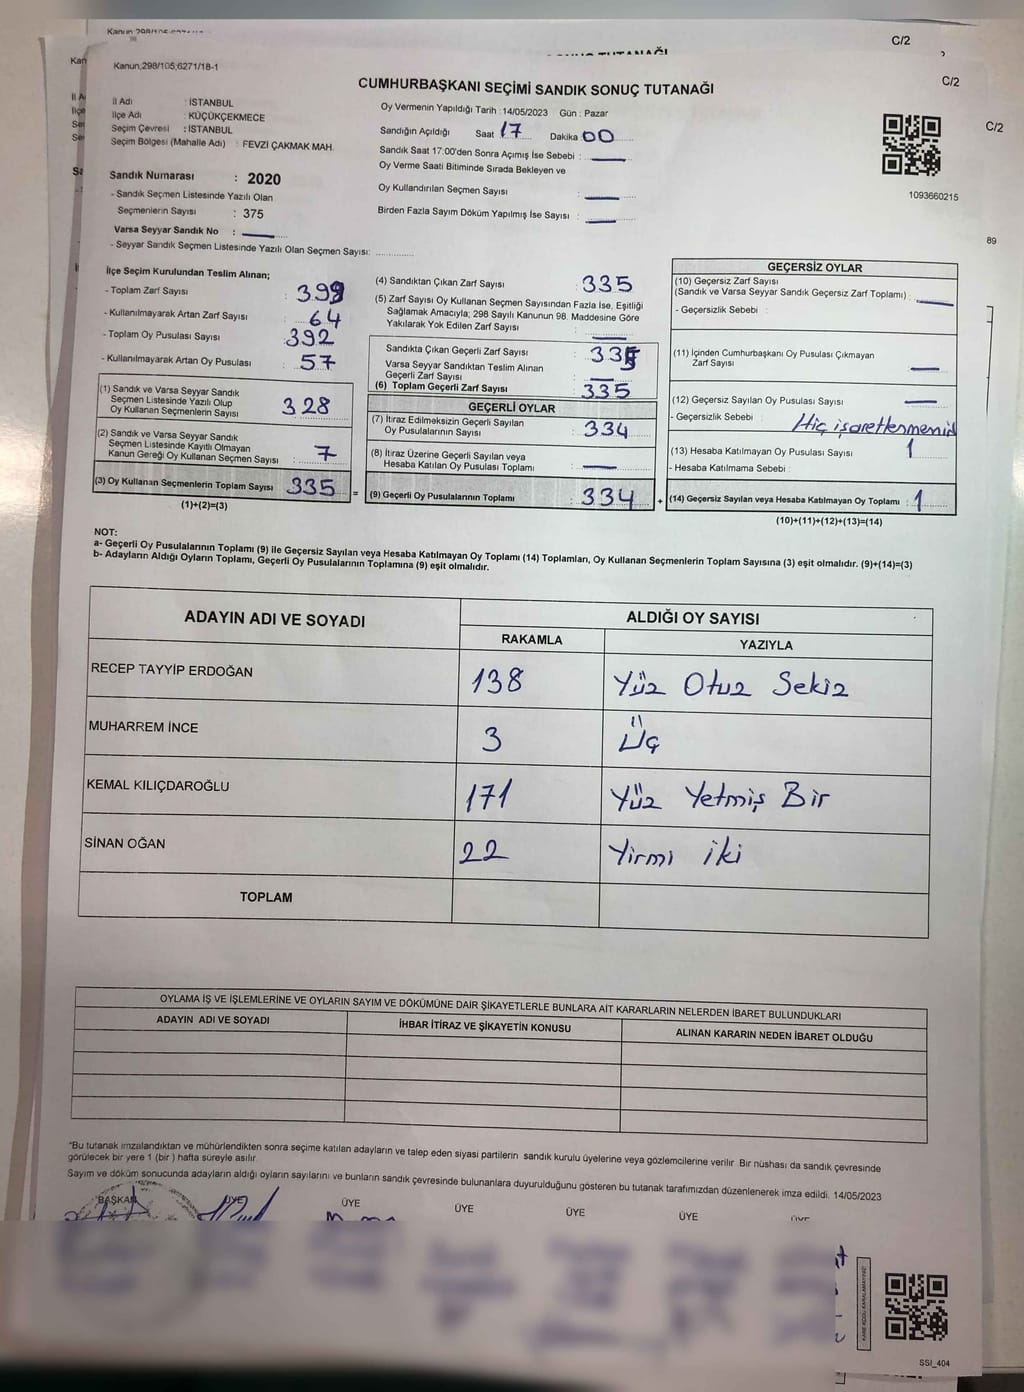 Kanun 298/105
C/2
Kanun,298/105,6271/18-1
C/2
C/2
CUMHURBAŞKANI SEÇİMİ SANDIK SONUÇ TUTANAĞI
İl Adı : İSTANBUL
İlçe Adı : KÜÇÜKÇEKMECE
Seçim Çevresi : İSTANBUL
Seçim Bölgesi (Mahalle Adı) : FEVZİ ÇAKMAK MAH.
Sandık Numarası : 2020
- Sandık Seçmen Listesinde Yazılı Olan
Seçmenlerin Sayısı : 375
Varsa Seyyar Sandık No : —
- Seyyar Sandık Seçmen Listesinde Yazılı Olan Seçmen Sayısı: ..................
Oy Vermenin Yapıldığı Tarih : 14/05/2023 Gün : Pazar
Sandığın Açıldığı Saat 17 Dakika 00
Sandık Saat 17:00'den Sonra Açımış İse Sebebi : —
Oy Verme Saati Bitiminde Sırada Bekleyen ve
Oy Kullandırılan Seçmen Sayısı : —
Birden Fazla Sayım Döküm Yapılmış İse Sayısı : —
1093660215
89
İlçe Seçim Kurulundan Teslim Alınan;
- Toplam Zarf Sayısı : 399
- Kullanılmayarak Artan Zarf Sayısı : 64
- Toplam Oy Pusulası Sayısı : 392
- Kullanılmayarak Artan Oy Pusulası : 57
(1) Sandık ve Varsa Seyyar Sandık
Seçmen Listesinde Yazılı Olup
Oy Kullanan Seçmenlerin Sayısı : 328
(2) Sandık ve Varsa Seyyar Sandık
Seçmen Listesinde Kayıtlı Olmayan
Kanun Gereği Oy Kullanan Seçmen Sayısı : 7
(3) Oy Kullanan Seçmenlerin Toplam Sayısı : 335 =
(1)+(2)=(3)
(4) Sandıktan Çıkan Zarf Sayısı : 335
(5) Zarf Sayısı Oy Kullanan Seçmen Sayısından Fazla İse, Eşitliği
Sağlamak Amacıyla; 298 Sayılı Kanunun 98. Maddesine Göre
Yakılarak Yok Edilen Zarf Sayısı : —
Sandıkta Çıkan Geçerli Zarf Sayısı : 335
Varsa Seyyar Sandıktan Teslim Alınan
Geçerli Zarf Sayısı : —
(6) Toplam Geçerli Zarf Sayısı : 335
GEÇERLİ OYLAR
(7) İtiraz Edilmeksizin Geçerli Sayılan
Oy Pusulalarının Sayısı : 334
(8) İtiraz Üzerine Geçerli Sayılan veya
Hesaba Katılan Oy Pusulası Toplamı : —
(9) Geçerli Oy Pusulalarının Toplamı : 334 +
GEÇERSİZ OYLAR
(10) Geçersiz Zarf Sayısı
(Sandık ve Varsa Seyyar Sandık Geçersiz Zarf Toplamı) : —
- Geçersizlik Sebebi :
(11) İçinden Cumhurbaşkanı Oy Pusulası Çıkmayan
Zarf Sayısı : —
(12) Geçersiz Sayılan Oy Pusulası Sayısı : —
- Geçersizlik Sebebi : Hiç işaretlenmemiş
(13) Hesaba Katılmayan Oy Pusulası Sayısı : 1
- Hesaba Katılmama Sebebi :
(14) Geçersiz Sayılan veya Hesaba Katılmayan Oy Toplamı : 1
(10)+(11)+(12)+(13)=(14)
NOT:
a- Geçerli Oy Pusulalarının Toplamı (9) ile Geçersiz Sayılan veya Hesaba Katılmayan Oy Toplamı (14) Toplamları, Oy Kullanan Seçmenlerin Toplam Sayısına (3) eşit olmalıdır. (9)+(14)=(3)
b- Adayların Aldığı Oyların Toplamı, Geçerli Oy Pusulalarının Toplamına (9) eşit olmalıdır.
ADAYIN ADI VE SOYADI ALDIĞI OY SAYISI
RAKAMLA YAZIYLA
RECEP TAYYİP ERDOĞAN 138 Yüz Otuz Sekiz
MUHARREM İNCE 3 Üç
KEMAL KILIÇDAROĞLU 171 Yüz Yetmiş Bir
SİNAN OĞAN 22 Yirmi iki
TOPLAM
OYLAMA İŞ VE İŞLEMLERİNE VE OYLARIN SAYIM VE DÖKÜMÜNE DAİR ŞİKAYETLERLE BUNLARA AİT KARARLARIN NELERDEN İBARET BULUNDUKLARI
ADAYIN ADI VE SOYADI İHBAR İTİRAZ VE ŞİKAYETİN KONUSU ALINAN KARARIN NEDEN İBARET OLDUĞU
*Bu tutanak imzalandıktan ve mühürlendikten sonra seçime katılan adayların ve talep eden siyasi partilerin sandık kurulu üyelerine veya gözlemcilerine verilir. Bir nüshası da sandık çevresinde
görülecek bir yere 1 (bir ) hafta süreyle asılır.
Sayım ve döküm sonucunda adayların aldığı oyların sayılarını ve bunların sandık çevresinde bulunanlara duyurulduğunu gösteren bu tutanak tarafımızdan düzenlenerek imza edildi. 14/05/2023
BAŞKAN ÜYE ÜYE ÜYE ÜYE ÜYE ÜYE
KARE KODU KARALAMAYINIZ
SSI_404